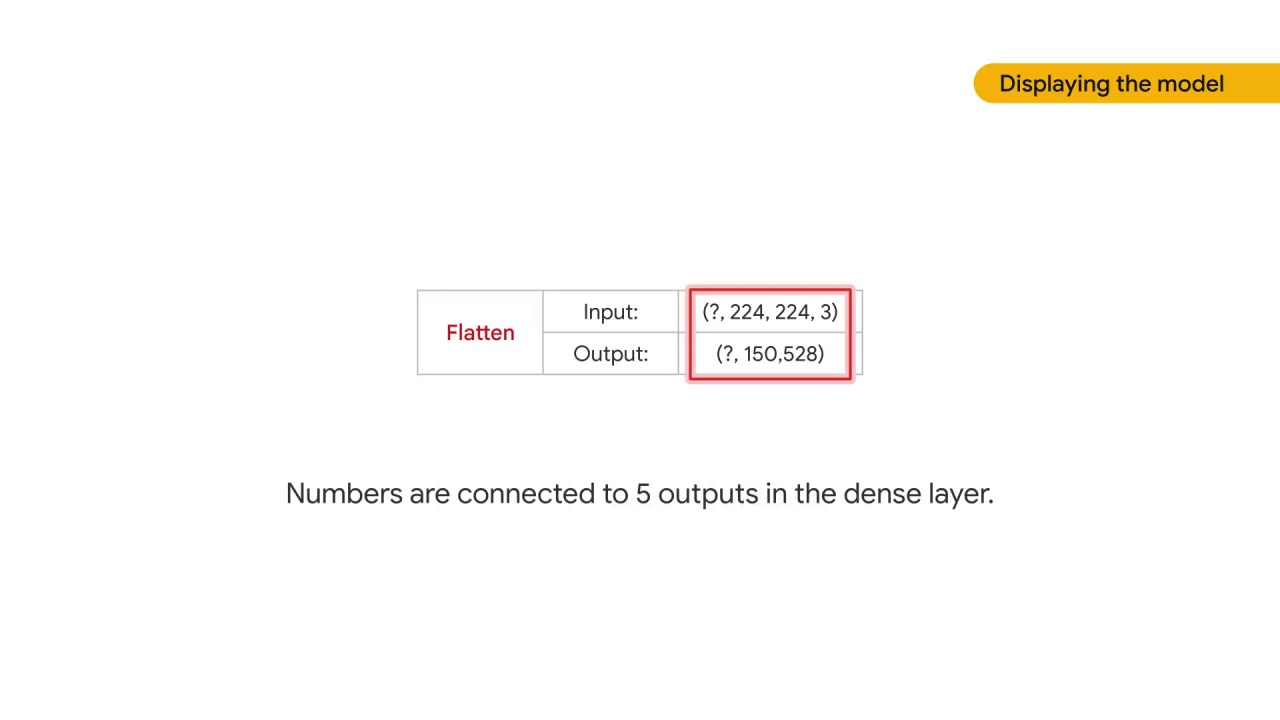 Displaying the model
Flatten
Input:
(?, 224, 224, 3)
Output:
(?, 150,528)
Numbers are connected to 5 outputs in the dense layer.